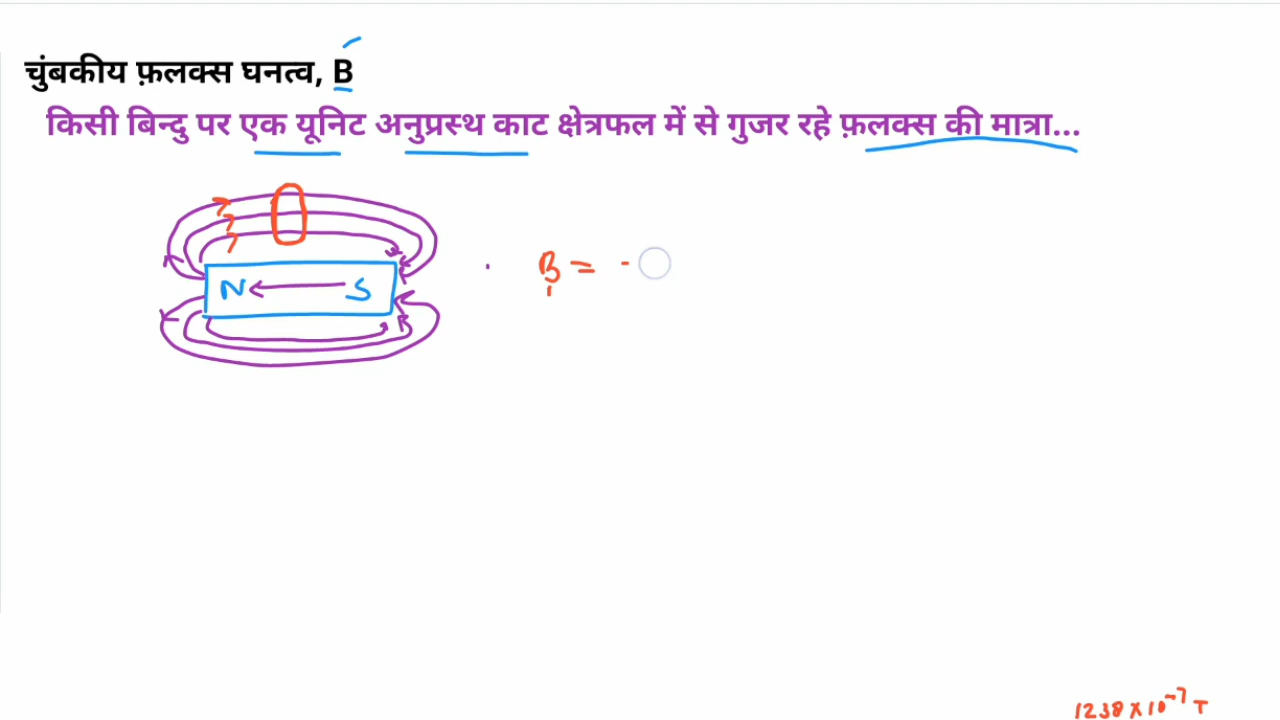 चुंबकीय फ़लक्स घनत्व, B
किसी बिन्दु पर एक यूनिट अनुप्रस्थ काट क्षेत्रफल में से गुजर रहे फ़लक्स की मात्रा...
N S
B = -
1238 × 10⁻⁷ T